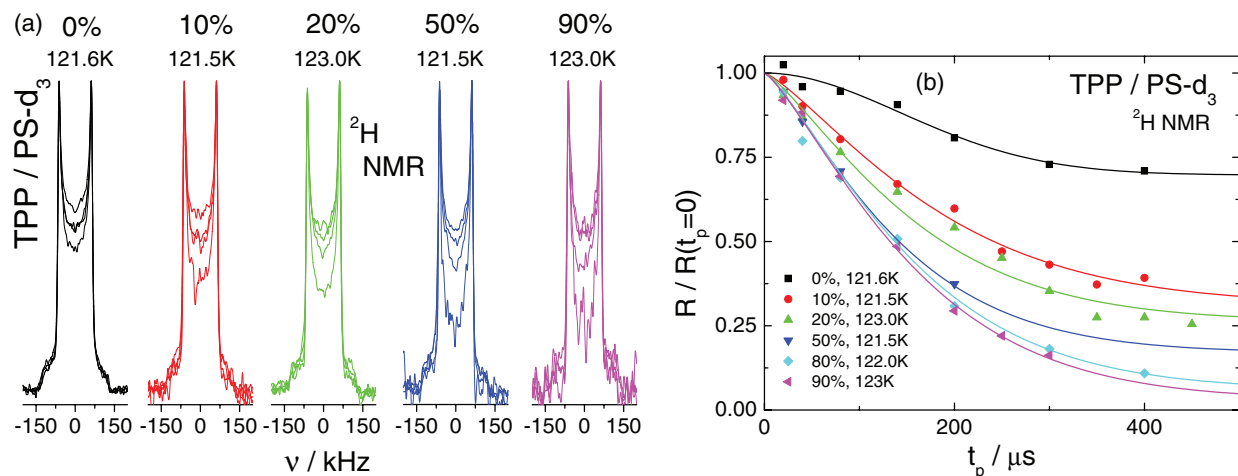 (a) 0% 10% 20% 50% 90%
121.6K 121.5K 123.0K 121.5K 123.0K
TPP / PS-d₃
²H
NMR
-150 0 150 -150 0 150 -150 0 150 -150 0 150 -150 0 150
ν / kHz
(b) TPP / PS-d₃
²H NMR
R / R(tₚ=0)
1.00
0.75
0.50
0.25
0.00
0%, 121.6K
10%, 121.5K
20%, 123.0K
50%, 121.5K
80%, 122.0K
90%, 123K
0 200 400
tₚ / μs